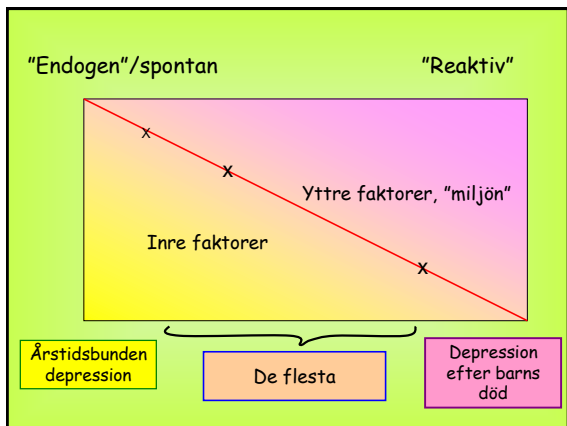 "Endogen"/spontan
"Reaktiv"
x
x
Yttre faktorer, "miljön"
Inre faktorer
x
Årstidsbunden
depression
De flesta
Depression
efter barns
död